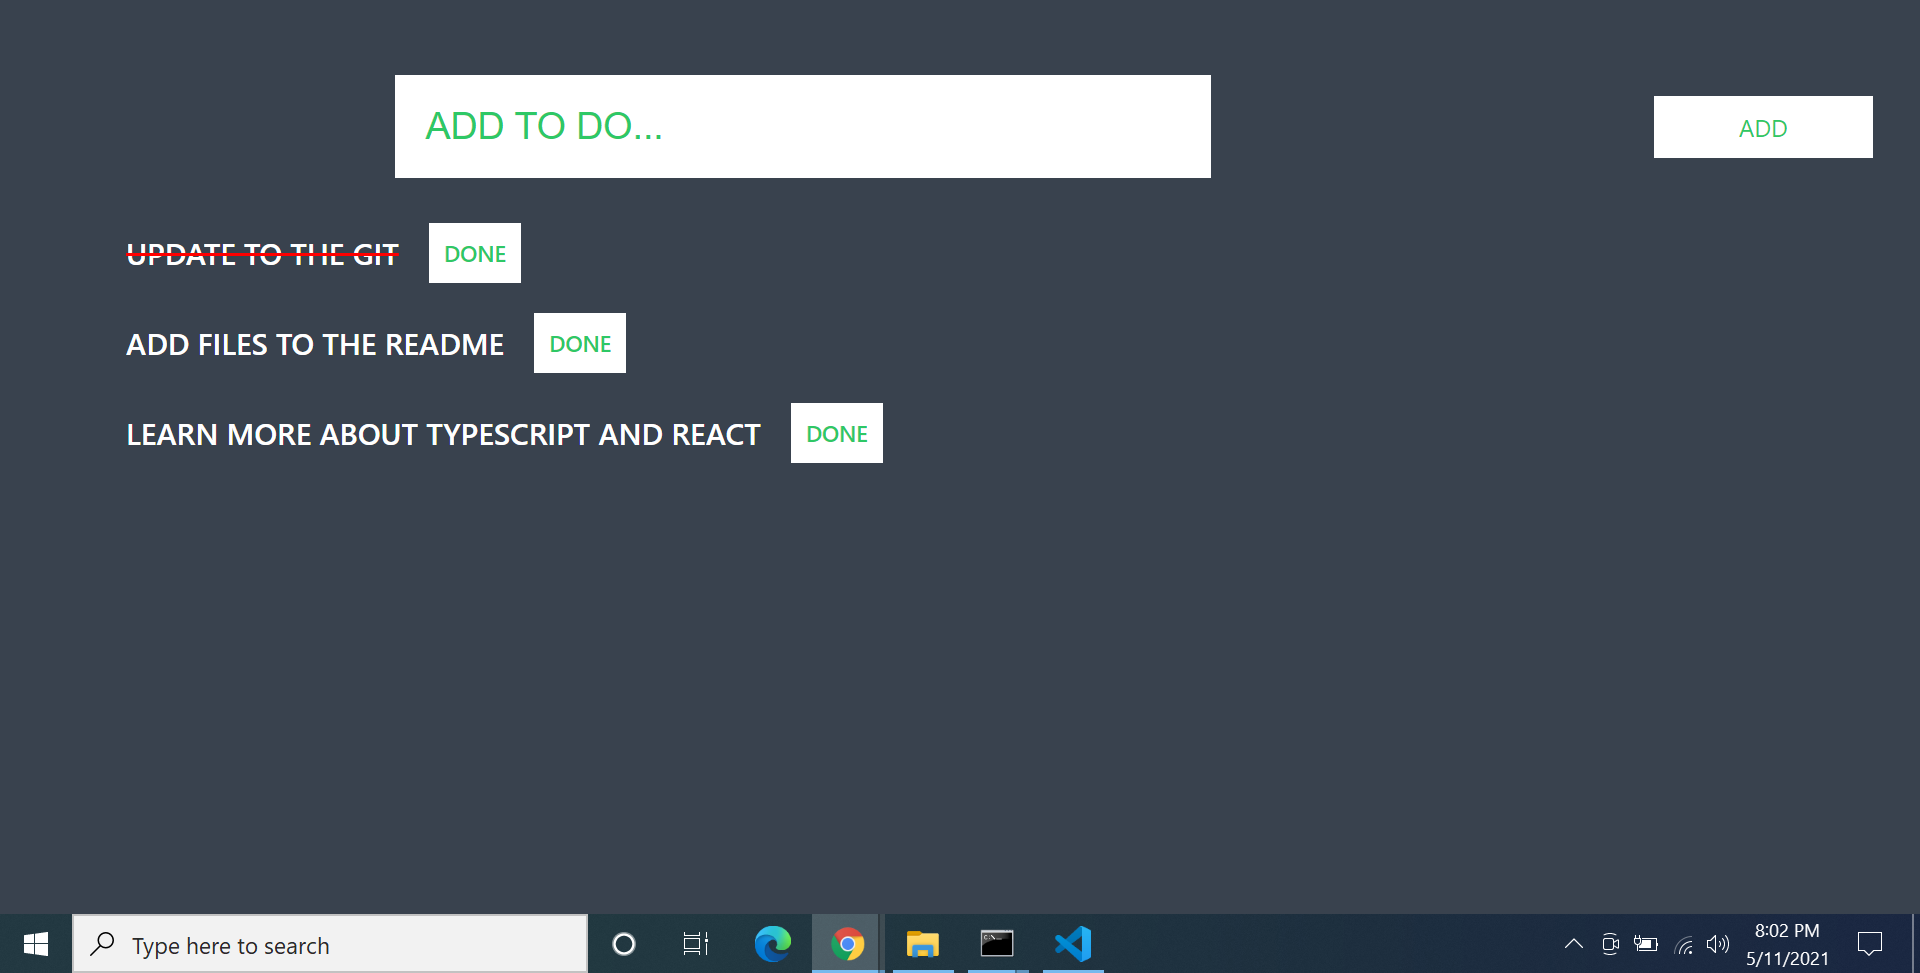 ADD TO DO...
ADD
UPDATE TO THE GIT
DONE
ADD FILES TO THE README
DONE
LEARN MORE ABOUT TYPESCRIPT AND REACT
DONE
Type here to search
8:02 PM
5/11/2021